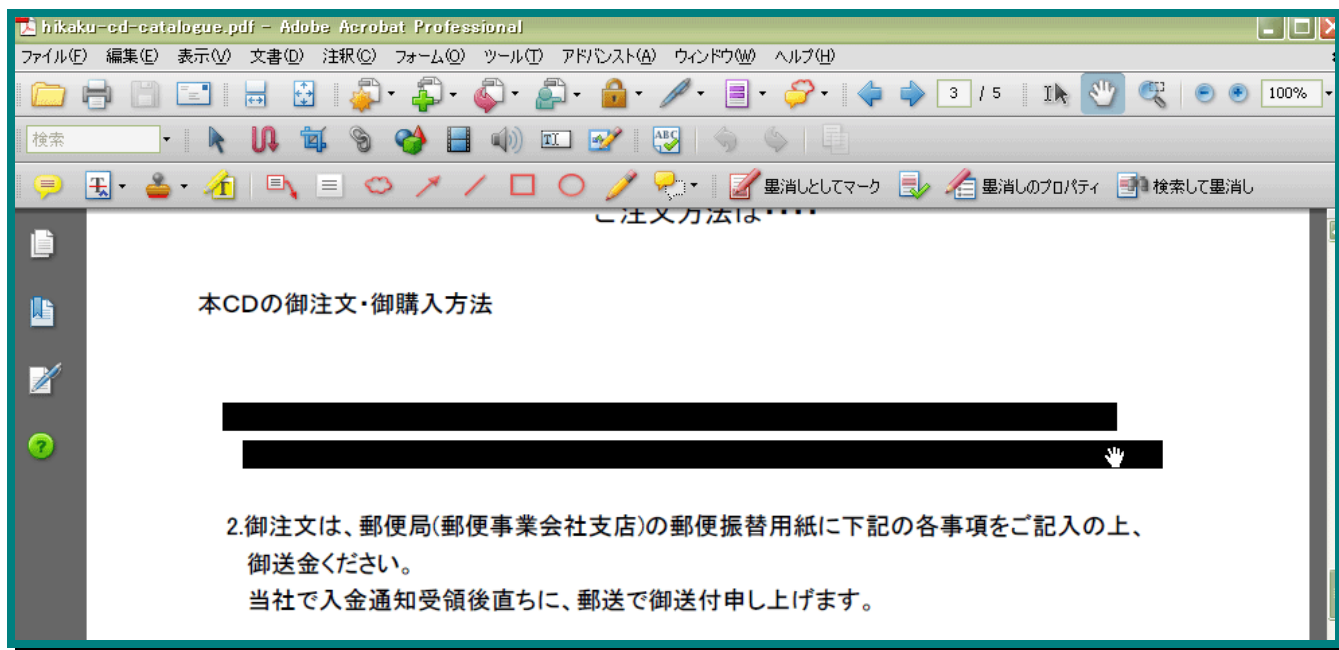 hikaku-cd-catalogue.pdf - Adobe Acrobat Professional
ファイル(F) 編集(E) 表示(V) 文書(D) 注釈(C) フォーム(O) ツール(T) アドバンスト(A) ウィンドウ(W) ヘルプ(H)
3 / 5 100%
検索
墨消しとしてマーク 墨消しのプロパティ 検索して墨消し
ご注文方法は・・・・
本CDの御注文・御購入方法
2.御注文は、郵便局(郵便事業会社支店)の郵便振替用紙に下記の各事項をご記入の上、
御送金ください。
当社で入金通知受領後直ちに、郵送で御送付申し上げます。